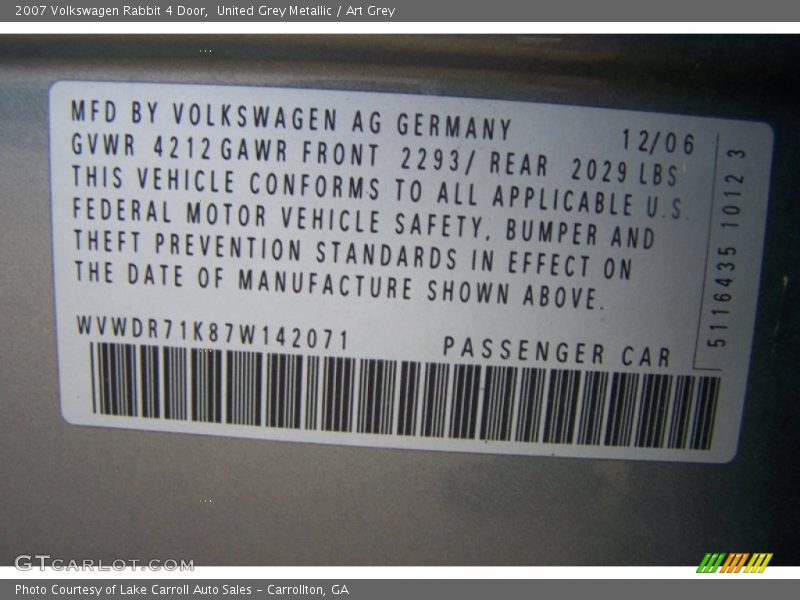 2007 Volkswagen Rabbit 4 Door,  United Grey Metallic / Art Grey
MFD BY VOLKSWAGEN AG GERMANY 12/06
GVWR 4212 GAWR FRONT 2293/ REAR 2029 LBS
THIS VEHICLE CONFORMS TO ALL APPLICABLE U.S.
FEDERAL MOTOR VEHICLE SAFETY, BUMPER AND
THEFT PREVENTION STANDARDS IN EFFECT ON
THE DATE OF MANUFACTURE SHOWN ABOVE.
WVWDR71K87W142071 PASSENGER CAR
5116435 1012 3
GTCARLOT.COM
Photo Courtesy of Lake Carroll Auto Sales – Carrollton, GA